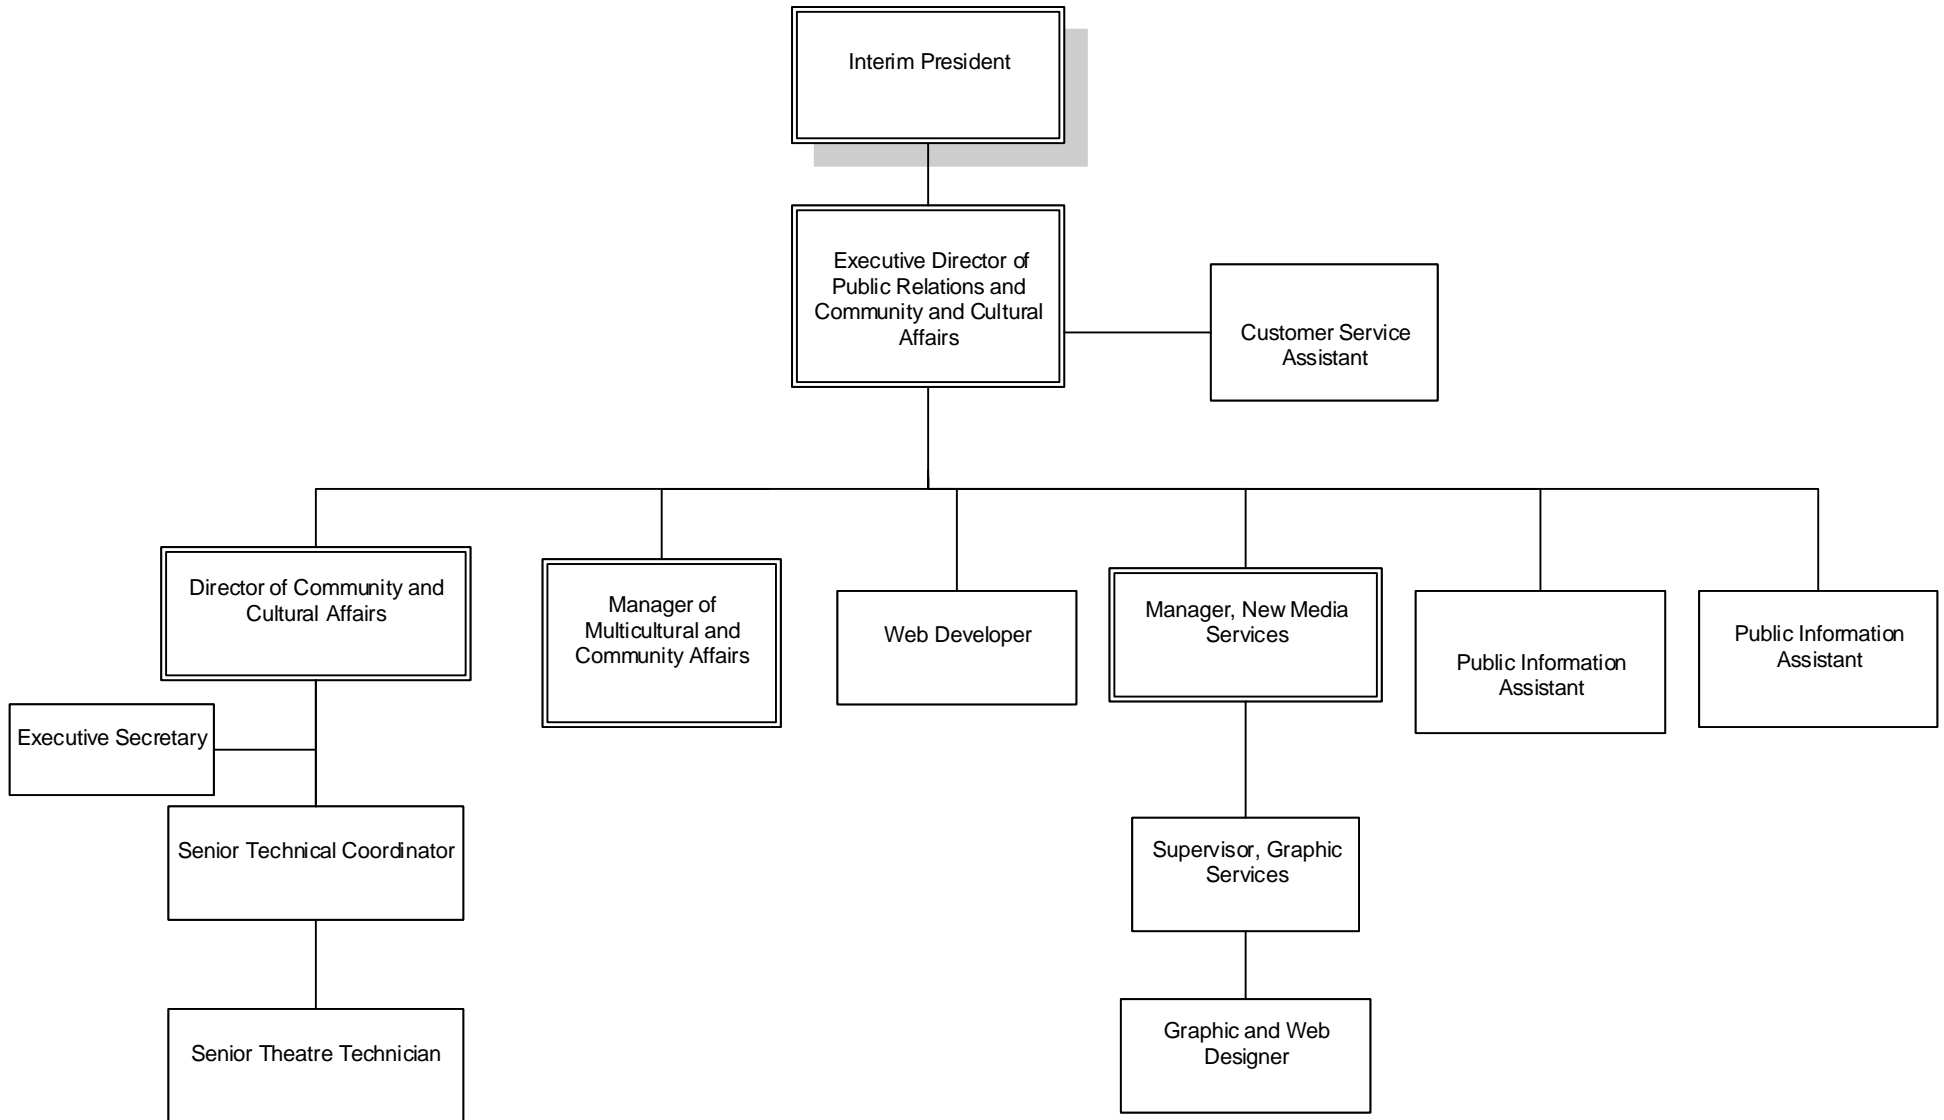 Interim President
Executive Director of
Public Relations and
Community and Cultural
Affairs
Customer Service
Assistant
Director of Community and
Cultural Affairs
Manager of
Multicultural and
Community Affairs
Web Developer
Manager, New Media
Services
Public Information
Assistant
Public Information
Assistant
Executive Secretary
Senior Technical Coordinator
Supervisor, Graphic
Services
Senior Theatre Technician
Graphic and Web
Designer